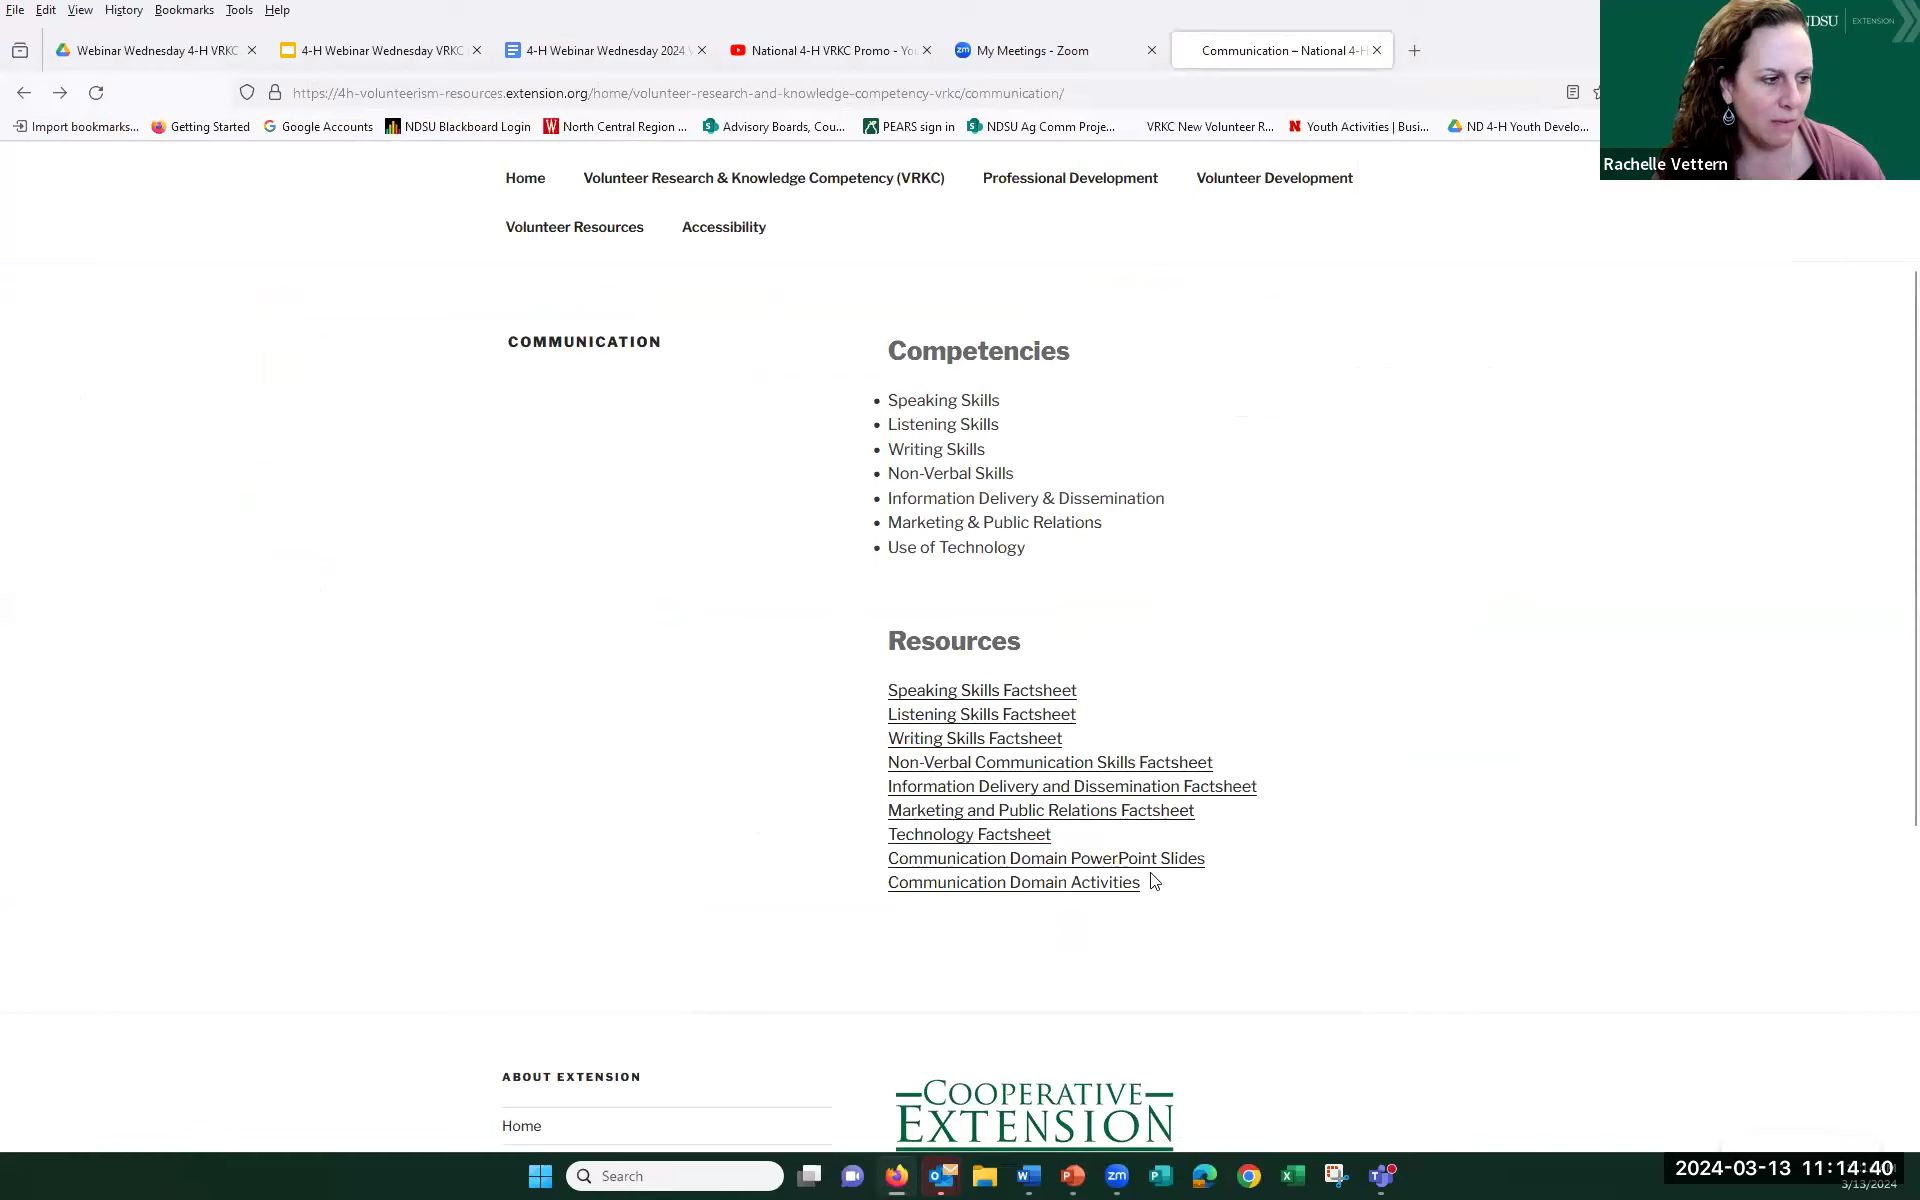 File Edit View History Bookmarks Tools Help
Webinar Wednesday 4-H VRKC
4-H Webinar Wednesday VRKC
4-H Webinar Wednesday 2024
National 4-H VRKC Promo - Yo
My Meetings - Zoom
Communication – National 4-H
https://4h-volunteerism-resources.extension.org/home/volunteer-research-and-knowledge-competency-vrkc/communication/
Import bookmarks... Getting Started Google Accounts NDSU Blackboard Login North Central Region ... Advisory Boards, Cou... PEARS sign in NDSU Ag Comm Proje... VRKC New Volunteer R... Youth Activities | Busi... ND 4-H Youth Develo...
NDSU EXTENSION
Rachelle Vettern
Home Volunteer Research & Knowledge Competency (VRKC) Professional Development Volunteer Development
Volunteer Resources Accessibility
COMMUNICATION
Competencies
Speaking Skills
Listening Skills
Writing Skills
Non-Verbal Skills
Information Delivery & Dissemination
Marketing & Public Relations
Use of Technology
Resources
Speaking Skills Factsheet
Listening Skills Factsheet
Writing Skills Factsheet
Non-Verbal Communication Skills Factsheet
Information Delivery and Dissemination Factsheet
Marketing and Public Relations Factsheet
Technology Factsheet
Communication Domain PowerPoint Slides
Communication Domain Activities
ABOUT EXTENSION
Home
COOPERATIVE
EXTENSION
Search
2024-03-13 11:14:40
3/13/2024